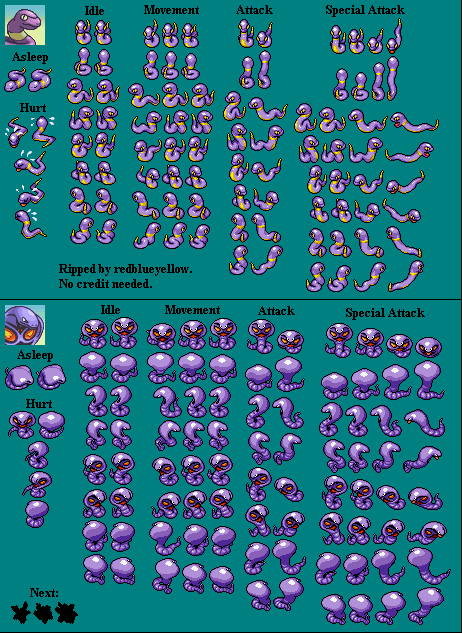 Idle
Movement
Attack
Special Attack
Asleep
Hurt
Ripped by redblueyellow.
No credit needed.
Idle
Movement
Attack
Special Attack
Asleep
Hurt
Next: